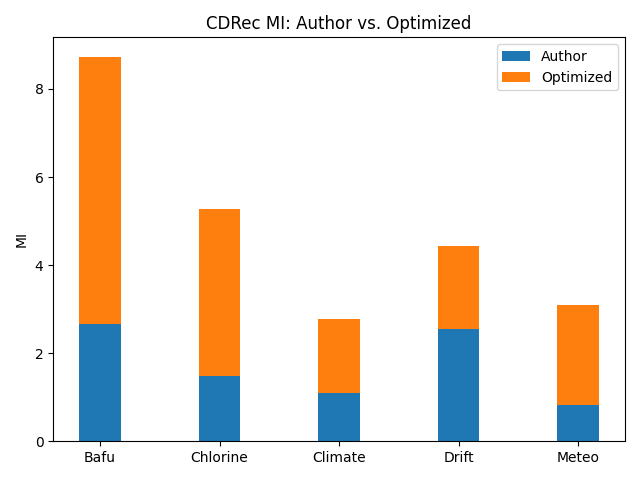 CDRec MI: Author vs. Optimized
Author
Optimized
MI
8
6
4
2
0
Bafu Chlorine Climate Drift Meteo